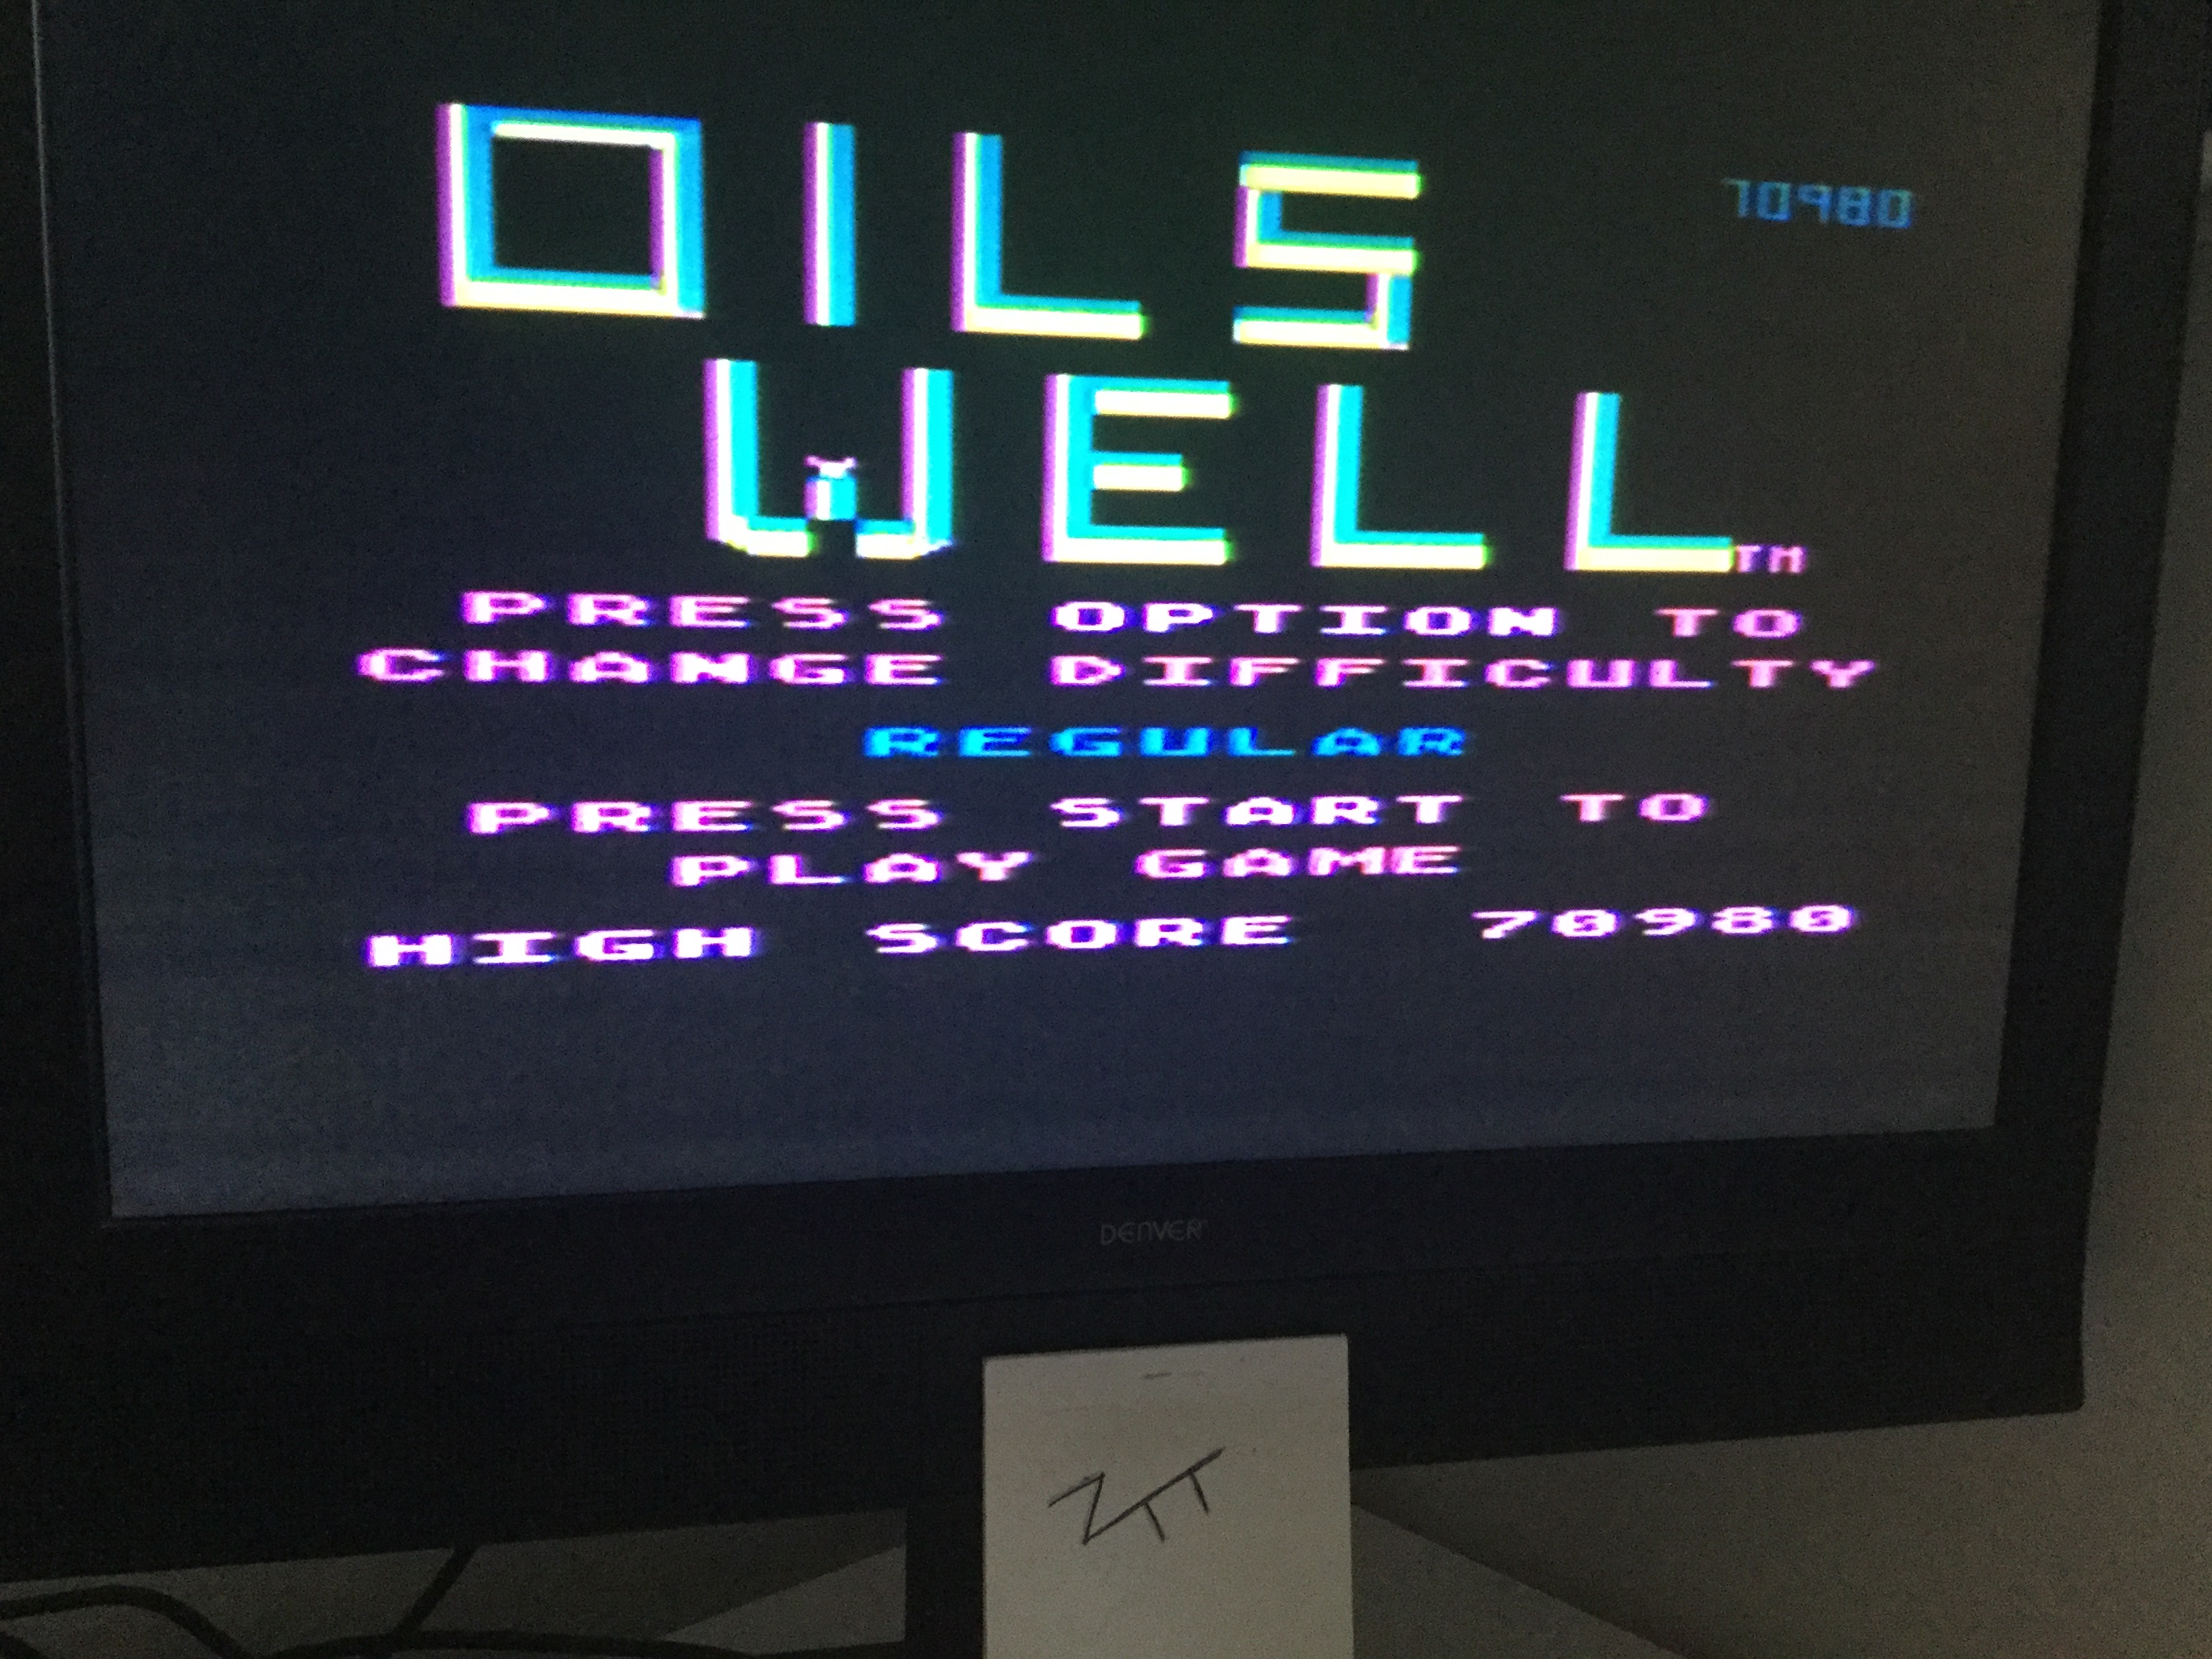 OILS
70980
WELL TM
PRESS OPTION TO
CHANGE DIFFICULTY
REGULAR
PRESS START TO
PLAY GAME
HIGH SCORE 70980
DENVER
ZTT